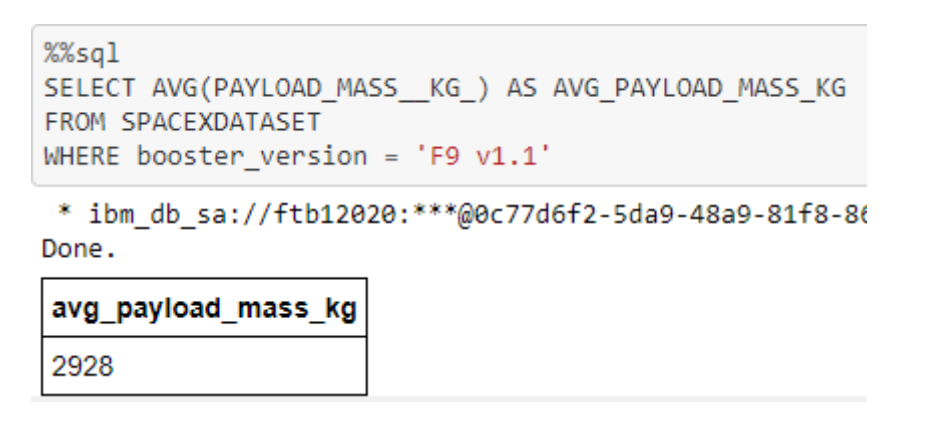 %%sql
SELECT AVG(PAYLOAD_MASS__KG_) AS AVG_PAYLOAD_MASS_KG
FROM SPACEXDATASET
WHERE booster_version = 'F9 v1.1'
* ibm_db_sa://ftb12020:***@0c77d6f2-5da9-48a9-81f8-86
Done.
avg_payload_mass_kg
2928